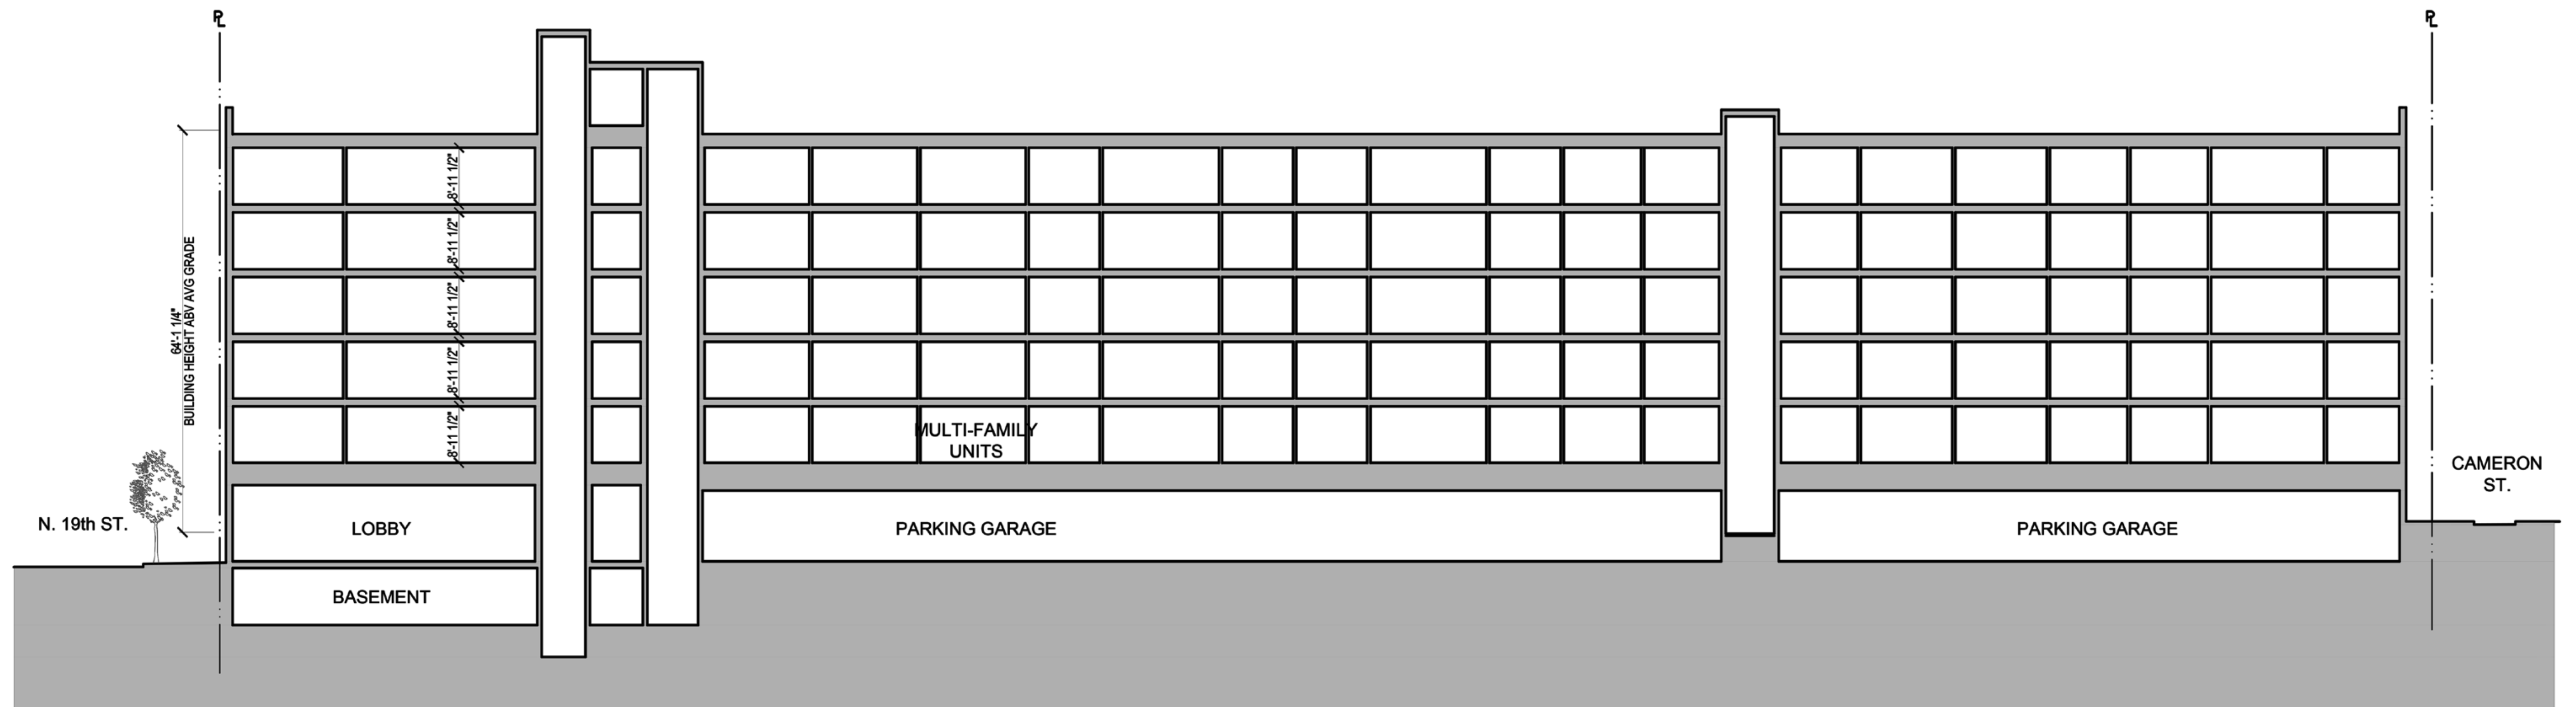 PL
PL
8'-11 1/2"
8'-11 1/2"
8'-11 1/2"
8'-11 1/2"
8'-11 1/2"
64'-1 1/4"
BUILDING HEIGHT ABV AVG GRADE
MULTI-FAMILY
UNITS
CAMERON
ST.
N. 19th ST.
LOBBY
PARKING GARAGE
PARKING GARAGE
BASEMENT